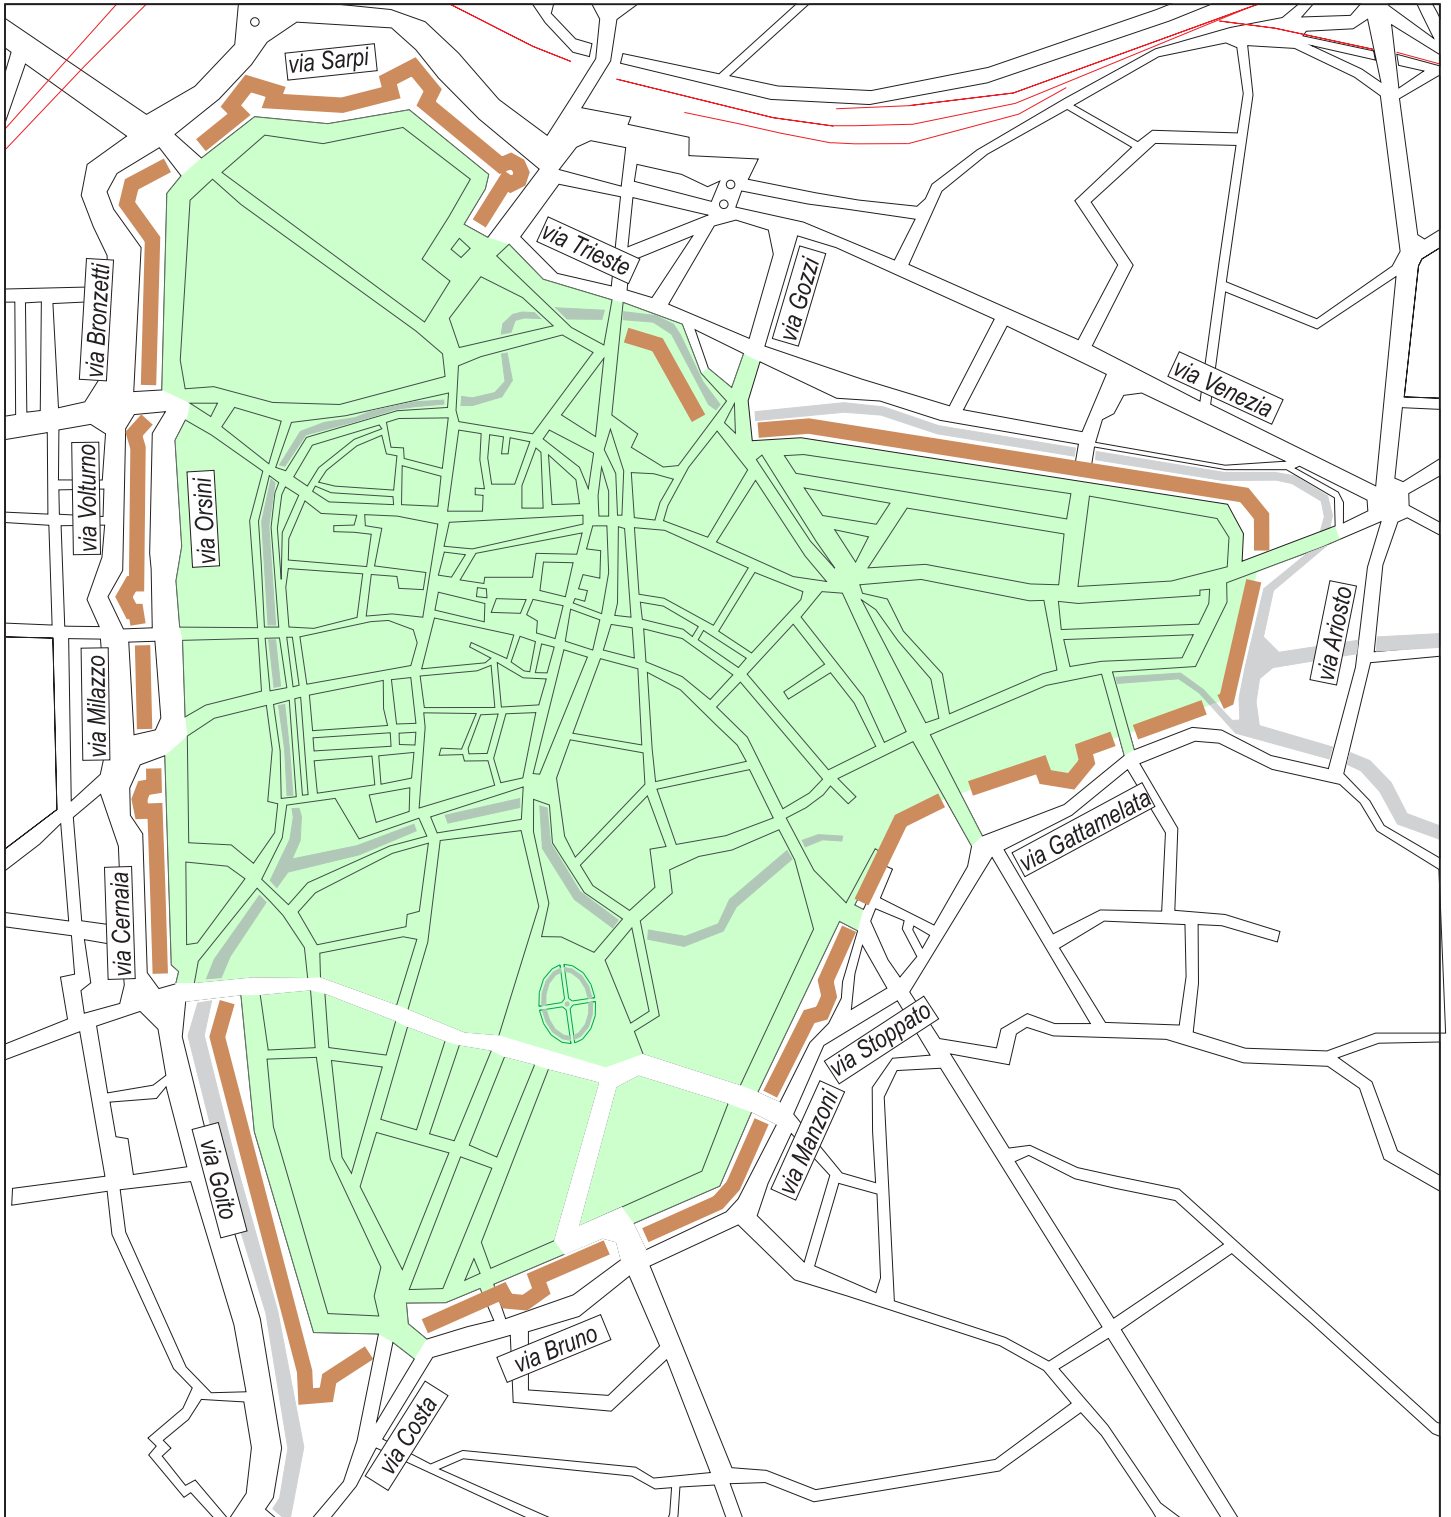 via Sarpi
via Trieste
via Gozzi
via Bronzetti
via Venezia
via Volturno
via Orsini
via Ariosto
via Milazzo
via Gattamelata
via Cernaia
via Stoppato
via Manzoni
via Goito
via Bruno
via Costa